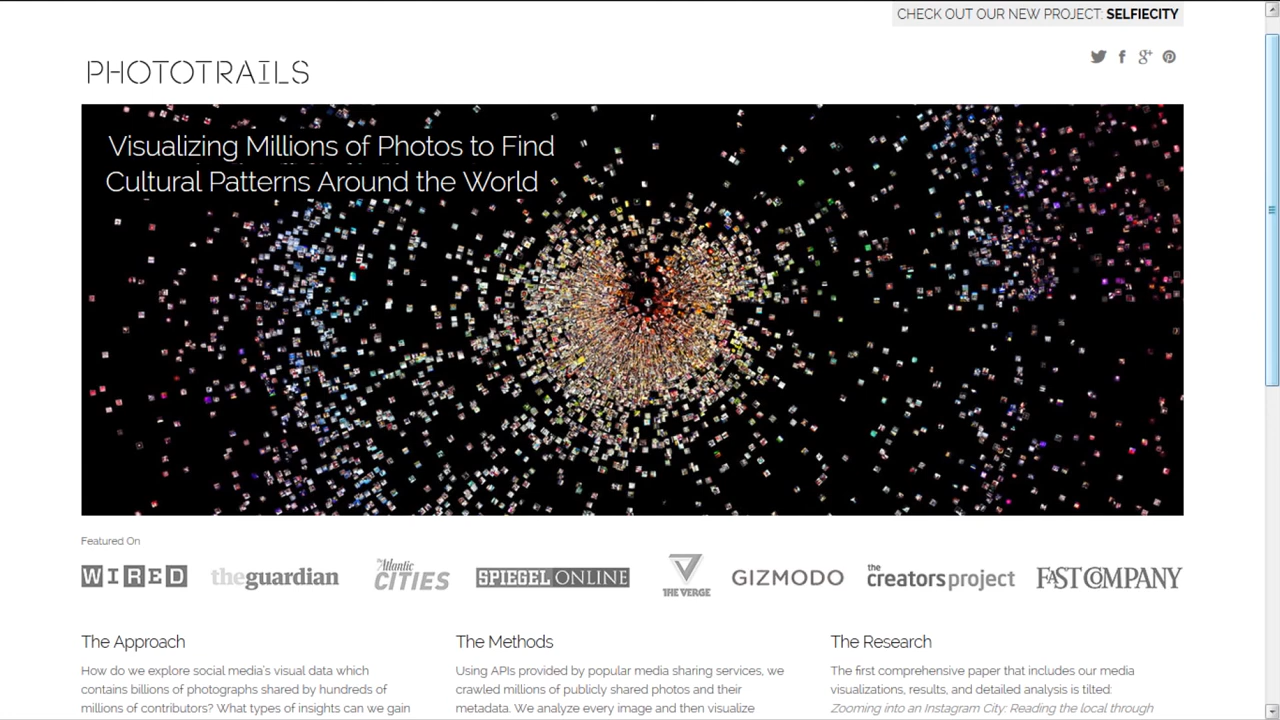 CHECK OUT OUR NEW PROJECT: SELFIECITY
PHOTOTRAILS
Visualizing Millions of Photos to Find
Cultural Patterns Around the World
Featured On
WIRED
theguardian
the Atlantic
CITIES
SPIEGEL ONLINE
THE VERGE
GIZMODO
the
creatorsproject
FAST COMPANY
The Approach
How do we explore social media's visual data which
contains billions of photographs shared by hundreds of
millions of contributors? What types of insights can we gain
The Methods
Using APIs provided by popular media sharing services, we
crawled millions of publicly shared photos and their
metadata. We analyze every image and then visualize
The Research
The first comprehensive paper that includes our media
visualizations, results, and detailed analysis is tilted:
Zooming into an Instagram City: Reading the local through